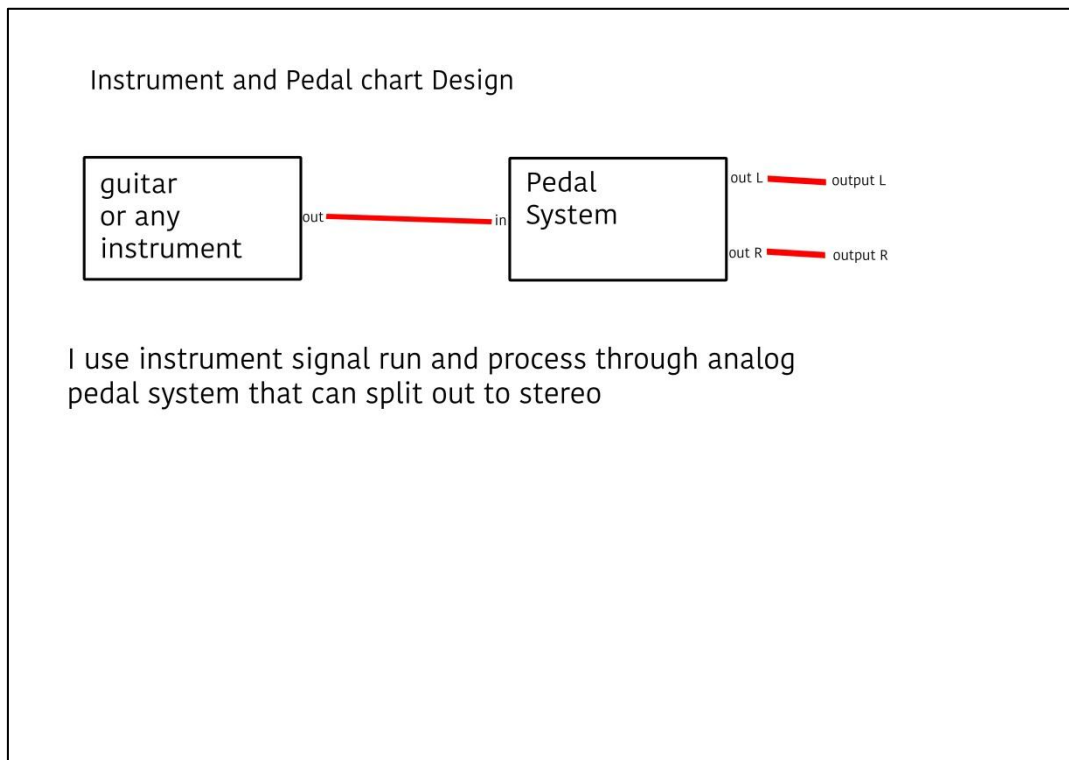 Instrument and Pedal chart Design
guitar
or any
instrument
out
in
Pedal
System
out L
output L
out R
output R
I use instrument signal run and process through analog
pedal system that can split out to stereo